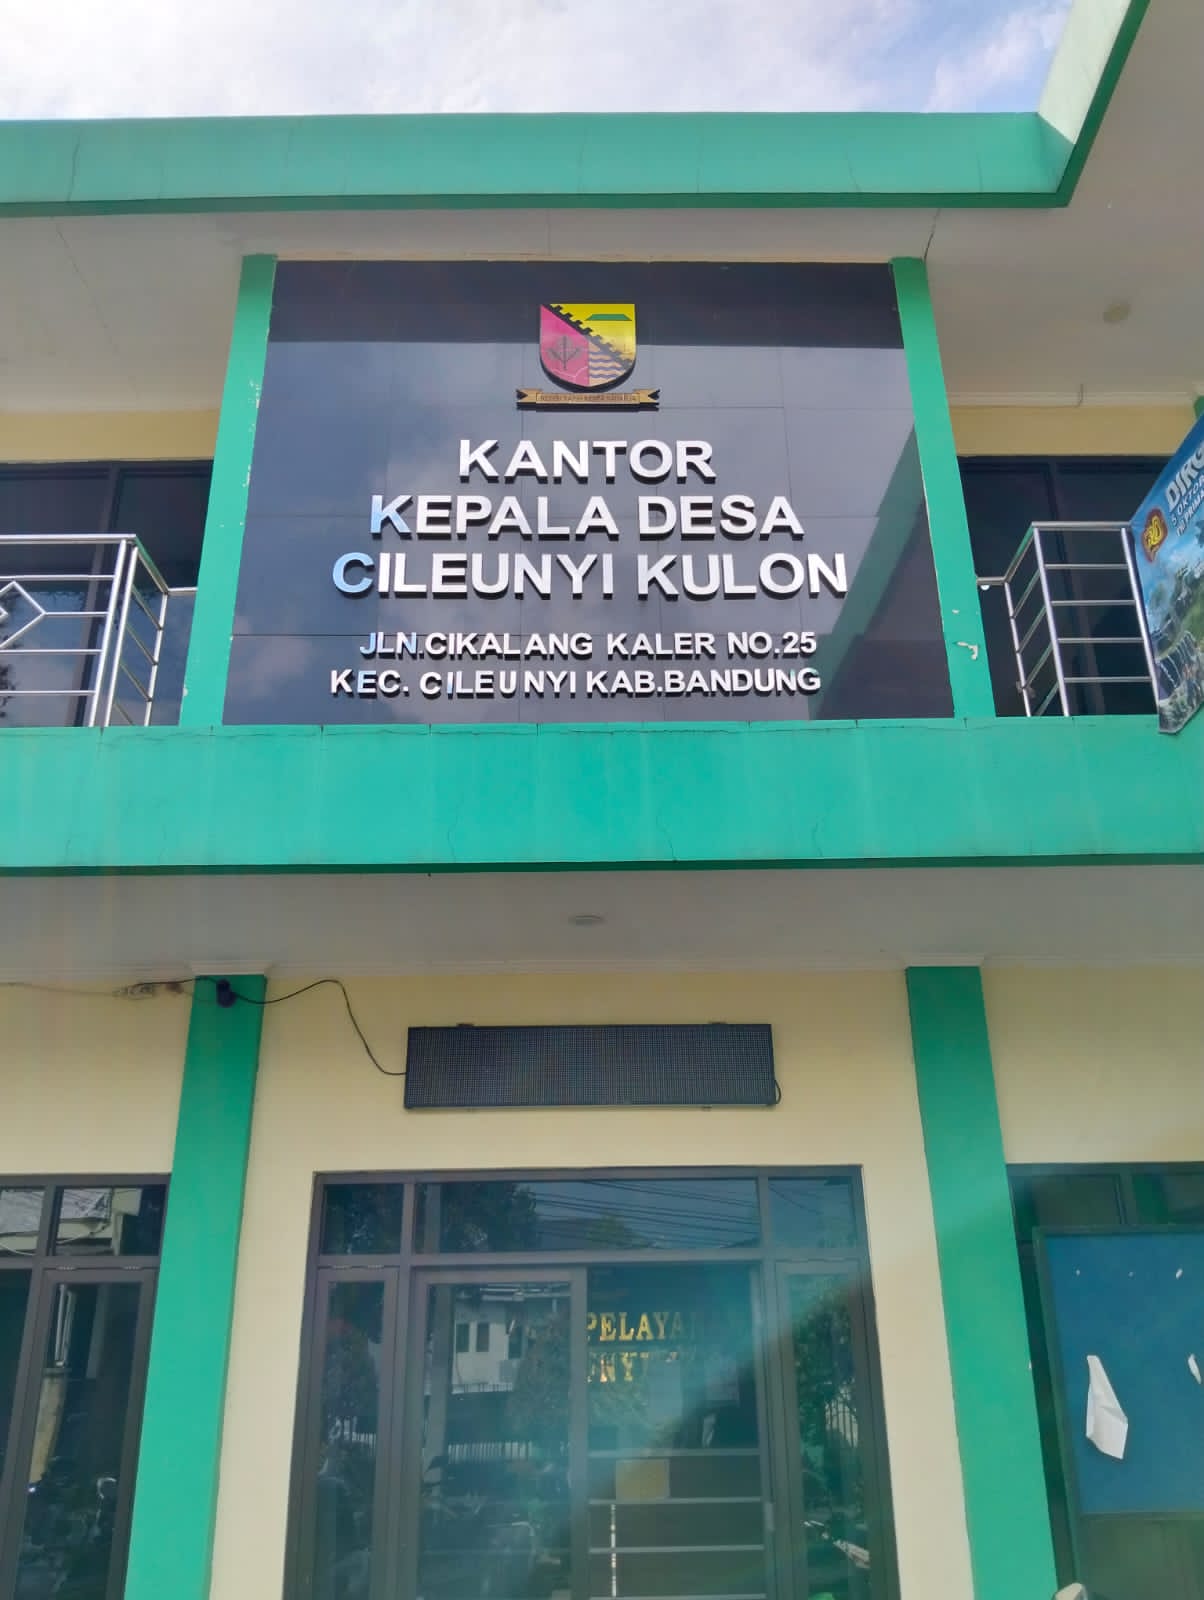 KANTOR
KEPALA DESA
CILEUNYI KULON
JLN.CIKALANG KALER NO.25
KEC. CILEUNYI KAB.BANDUNG